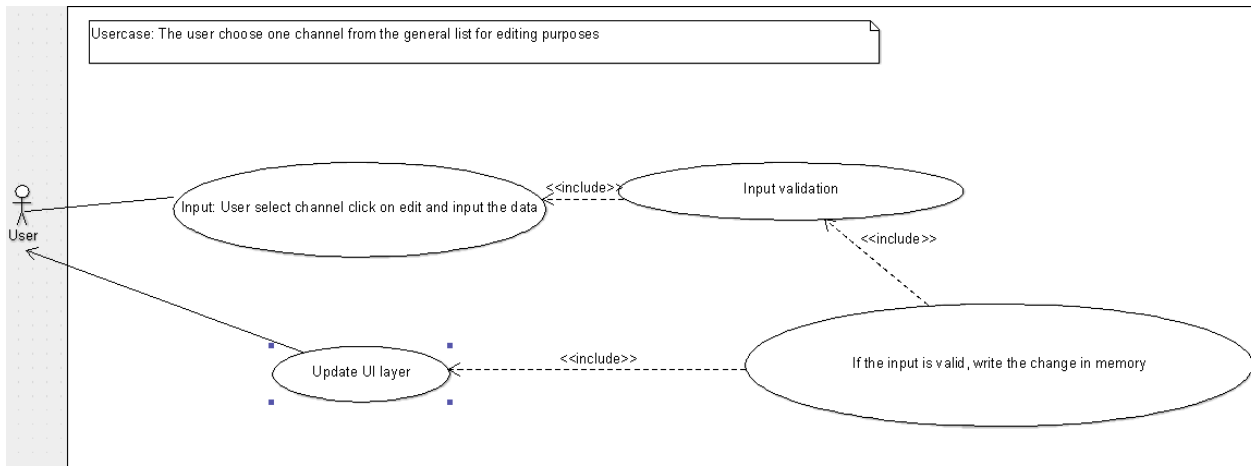 Usercase: The user choose one channel from the general list for editing purposes
<<include>>
Input validation
Input: User select channel click on edit and input the data
User
<<include>>
<<include>>
If the input is valid, write the change in memory
Update UI layer